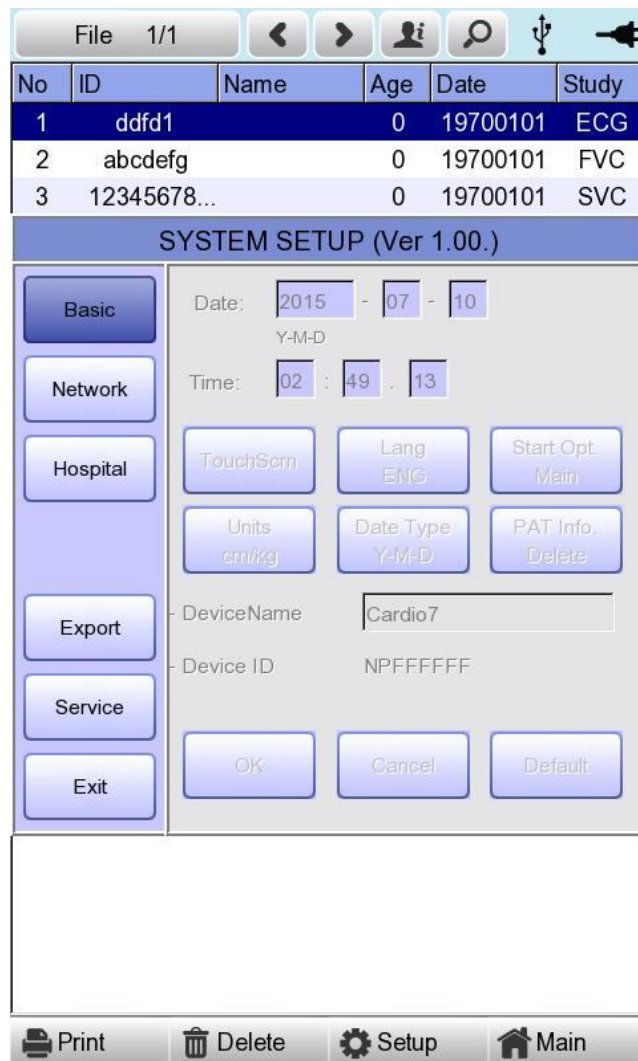 File 1/1
No ID Name Age Date Study
1 ddfd1 0 19700101 ECG
2 abcdefg 0 19700101 FVC
3 12345678... 0 19700101 SVC
SYSTEM SETUP (Ver 1.00.)
Basic
Network
Hospital
Export
Service
Exit
Date: 2015 - 07 - 10
Y-M-D
Time: 02 : 49 . 13
TouchScrn
Lang
ENG
Start Opt.
Main
Units
cm/kg
Date Type
Y-M-D
PAT Info.
Delete
- DeviceName Cardio7
- Device ID NPFFFFFF
OK Cancel Default
Print Delete Setup Main